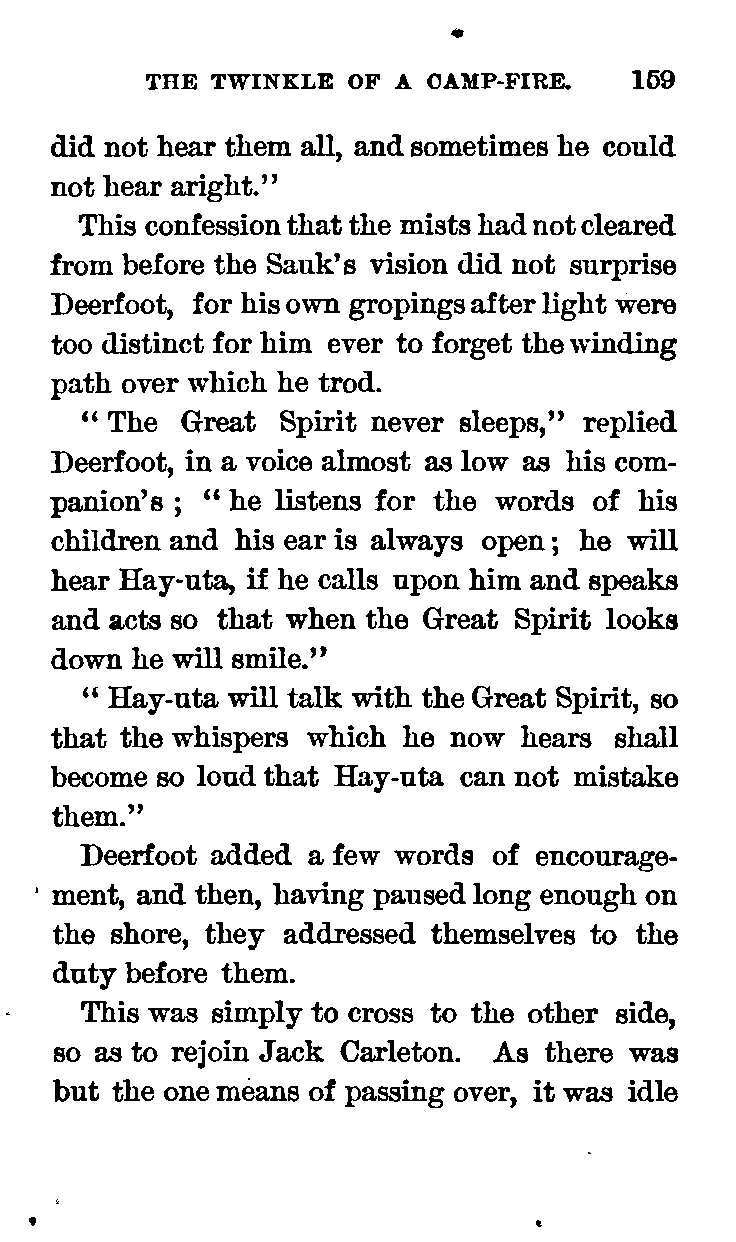 THE TWINKLE OF A CAMP-FIRE. 159
did not hear them all, and sometimes he could
not hear aright."
This confession that the mists had not cleared
from before the Sauk's vision did not surprise
Deerfoot, for his own gropings after light were
too distinct for him ever to forget the winding
path over which he trod.
" The Great Spirit never sleeps," replied
Deerfoot, in a voice almost as low as his com-
panion's ; " he listens for the words of his
children and his ear is always open ; he will
hear Hay-uta, if he calls upon him and speaks
and acts so that when the Great Spirit looks
down he will smile."
" Hay-uta will talk with the Great Spirit, so
that the whispers which he now hears shall
become so loud that Hay-uta can not mistake
them."
Deerfoot added a few words of encourage-
ment, and then, having paused long enough on
the shore, they addressed themselves to the
duty before them.
This was simply to cross to the other side,
so as to rejoin Jack Carleton. As there was
but the one means of passing over, it was idle